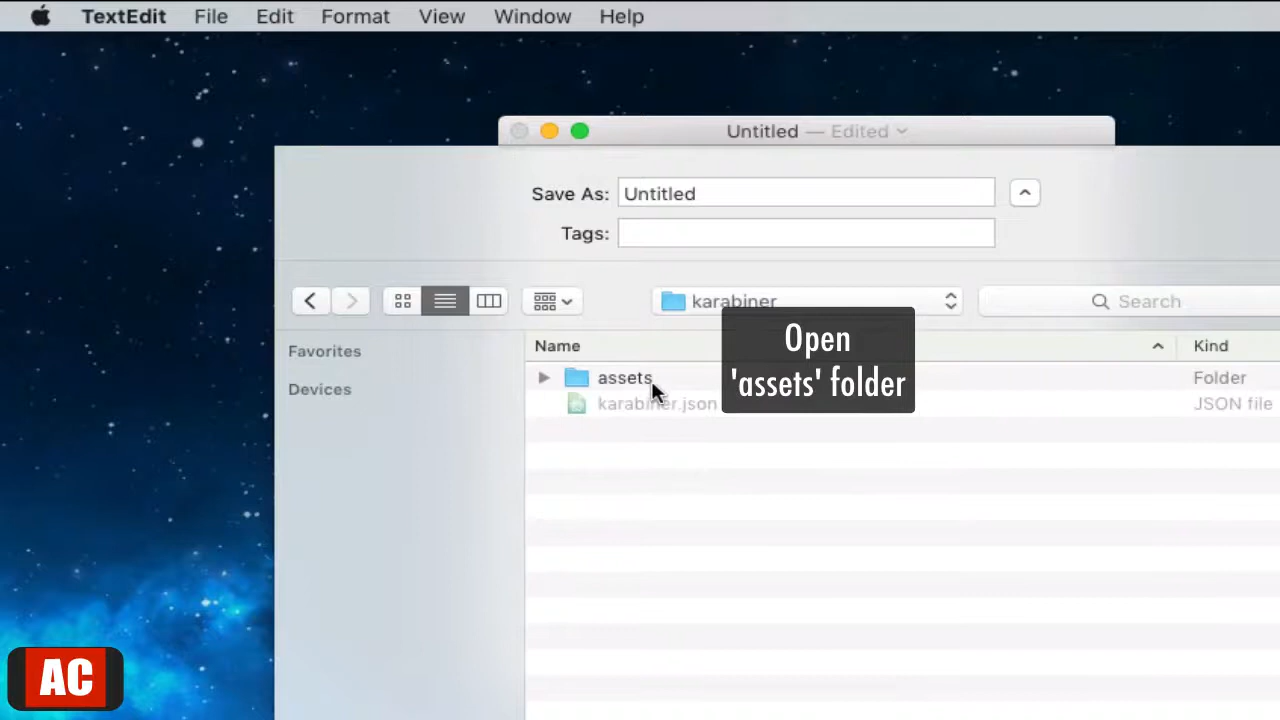 TextEdit File Edit Format View Window Help
Untitled — Edited
Save As: Untitled
Tags:
karabiner
Search
Favorites
Devices
Name Kind
assets Folder
karabiner.json JSON file
Open
'assets' folder
AC